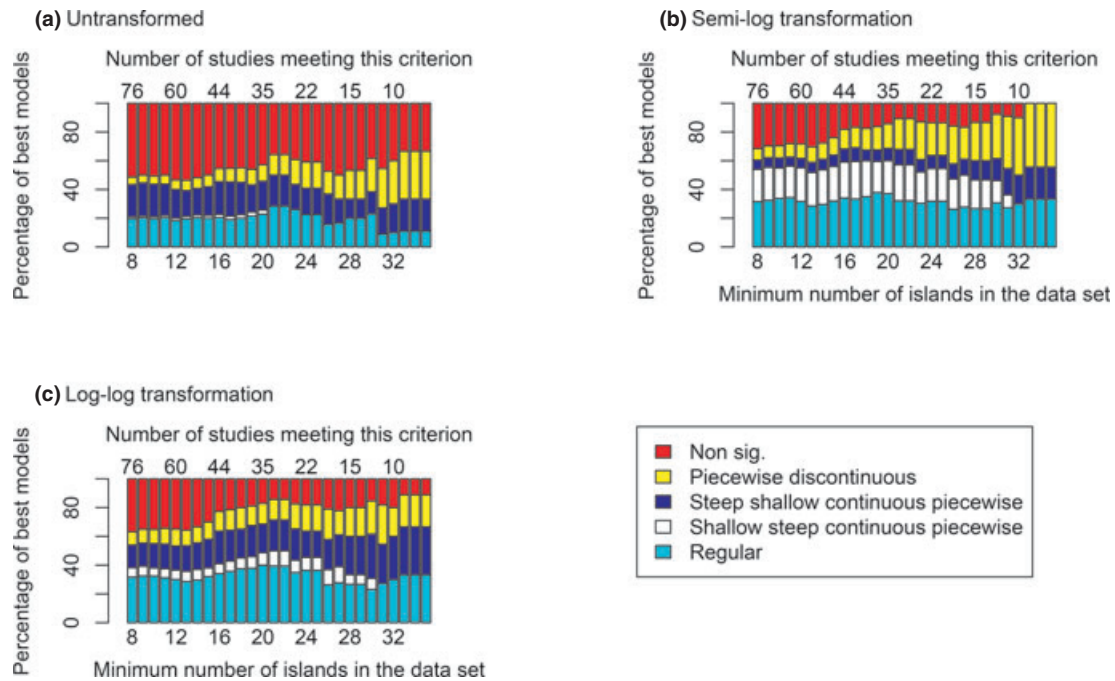 (a) Untransformed
Number of studies meeting this criterion
76 60 44 35 22 15 10
Percentage of best models
80
40
0
8 12 16 20 24 28 32
(b) Semi-log transformation
Number of studies meeting this criterion
76 60 44 35 22 15 10
Percentage of best models
80
40
0
8 12 16 20 24 28 32
Minimum number of islands in the data set
(c) Log-log transformation
Number of studies meeting this criterion
76 60 44 35 22 15 10
Percentage of best models
80
40
0
8 12 16 20 24 28 32
Minimum number of islands in the data set
Non sig.
Piecewise discontinuous
Steep shallow continuous piecewise
Shallow steep continuous piecewise
Regular